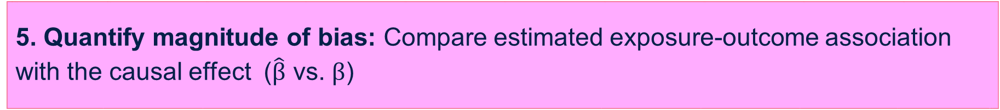 5. Quantify magnitude of bias: Compare estimated exposure-outcome association
with the causal effect (β̂ vs. β)